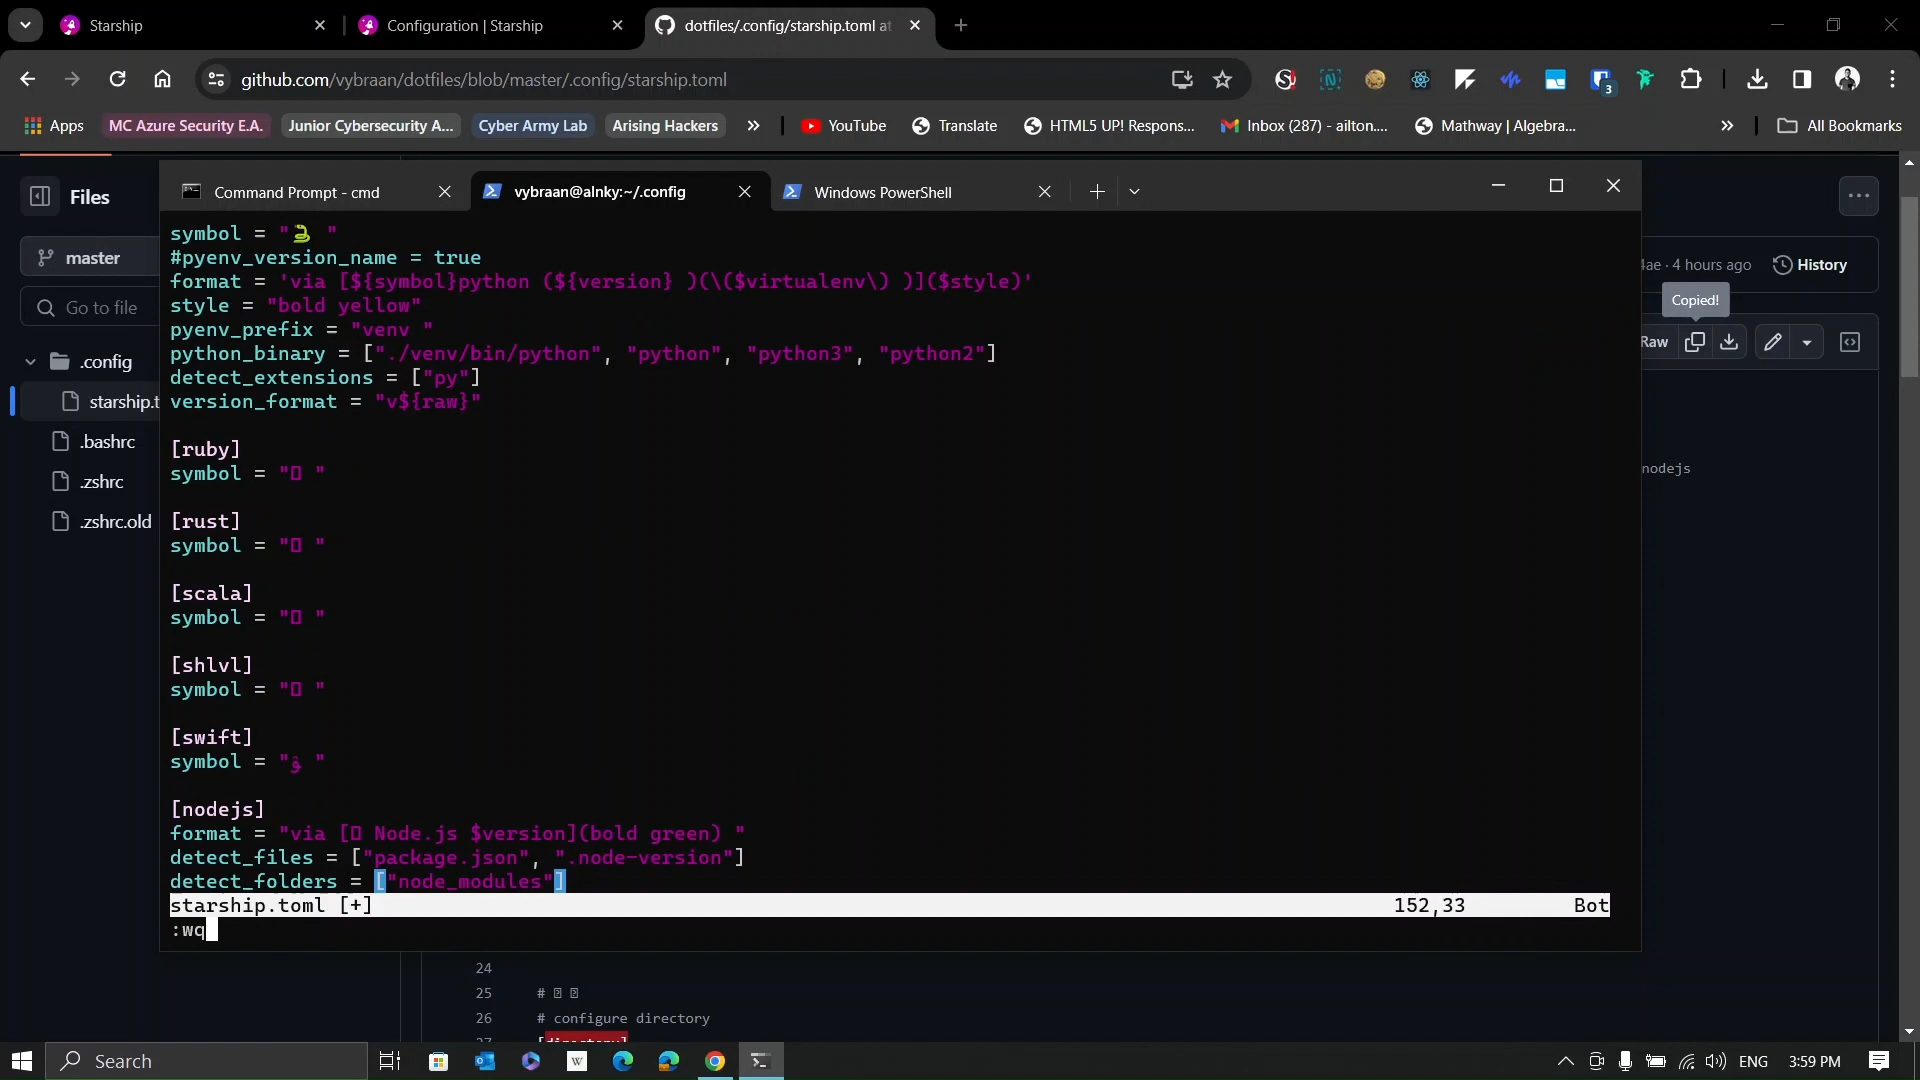 Starship
Configuration | Starship
dotfiles/.config/starship.toml at
github.com/vybraan/dotfiles/blob/master/.config/starship.toml
3
Apps
MC Azure Security E.A.
Junior Cybersecurity A...
Cyber Army Lab
Arising Hackers
YouTube
Translate
HTML5 UP! Respons...
Inbox (287) - ailton....
Mathway | Algebra...
All Bookmarks
Files
master
Go to file
.config
starship.t
.bashrc
.zshrc
.zshrc.old
Command Prompt - cmd
vybraan@alnky:~/.config
Windows PowerShell
symbol = "🐍 "
#pyenv_version_name = true
format = 'via [${symbol}python (${version} )(\($virtualenv\) )]($style)'
style = "bold yellow"
pyenv_prefix = "venv "
python_binary = ["./venv/bin/python", "python", "python3", "python2"]
detect_extensions = ["py"]
version_format = "v${raw}"
[ruby]
symbol = "▯ "
[rust]
symbol = "▯ "
[scala]
symbol = "▯ "
[shlvl]
symbol = "▯ "
[swift]
symbol = " "
[nodejs]
format = "via [▯ Node.js $version](bold green) "
detect_files = ["package.json", ".node-version"]
detect_folders = ["node_modules"]
starship.toml [+] 152,33 Bot
:wq
4ae · 4 hours ago
History
Copied!
Raw
nodejs
24
25 # ▯ ▯
26 # configure directory
27 [directory]
Search
W
ENG
3:59 PM